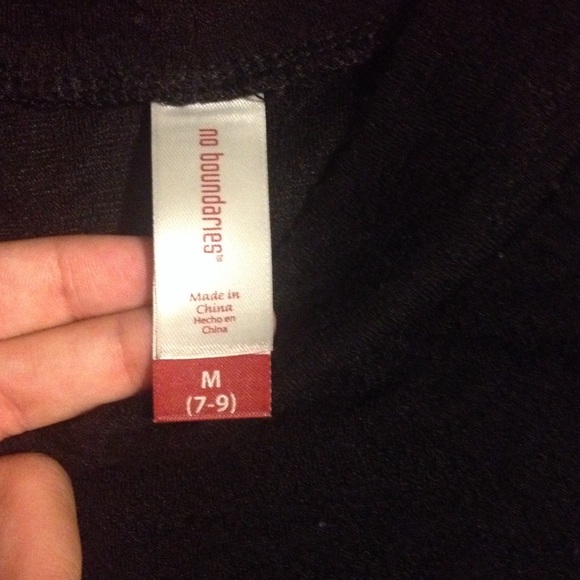 no boundaries™
Made in
China
Hecho en
China
M
(7-9)